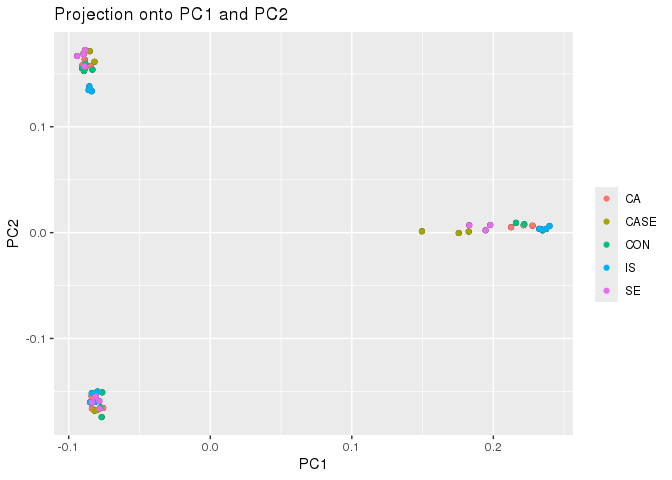 Projection onto PC1 and PC2
PC2
0.1
0.0
-0.1
-0.1
0.0
0.1
0.2
PC1
CA
CASE
CON
IS
SE